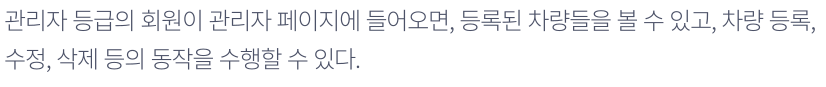 관리자 등급의 회원이 관리자 페이지에 들어오면, 등록된 차량들을 볼 수 있고, 차량 등록,
수정, 삭제 등의 동작을 수행할 수 있다.